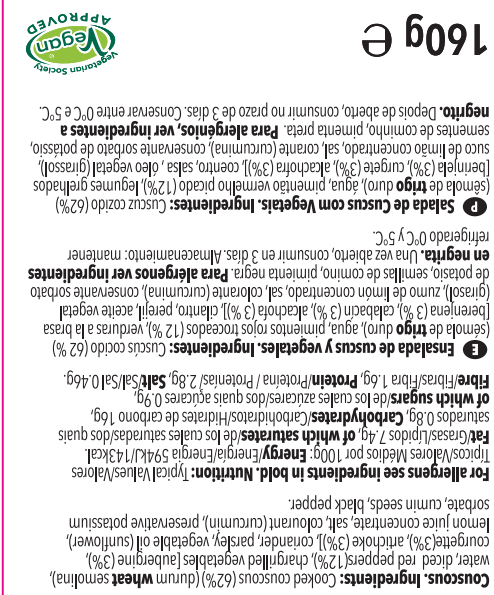 Couscous. Ingredients: Cooked couscous (62%) (durum wheat semolina),
water, diced red peppers(12%), chargrilled vegetables [aubergine (3%),
courgette(3%), artichoke (3%)], coriander, parsley, vegetable oil (sunflower),
lemon juice concentrate, salt, colourant (curcumin), preservative potassium
sorbate, cumin seeds, black pepper.
For allergens see ingredients in bold. Nutrition: Typical Values/Valores
Típicos/Valores Médios por 100g: Energy/Energía/Energia 594kJ/143kcal.
Fat/Grasas/Lípidos 7.4g, of which saturates/de los cuales saturadas/dos quais
saturados 0.8g, Carbohydrates/Carbohidratos/Hidratos de carbono 16g,
of which sugars/de los cuales azúcares/dos quais açúcares 0.9g,
Fibre/Fibras/Fibra 1.6g, Protein/Proteína / Proteínas/ 2.8g, Salt/Sal/Sal 0.46g.
E Ensalada de cuscus y vegetales. Ingredientes: Cuscús cocido (62 %)
(sémola de trigo duro), agua, pimientos rojos troceados (12 %), verduras a la brasa
[berenjena (3 %), calabacín (3 %), alcachofa (3 %)], cilantro, perejil, aceite vegetal
(girasol), zumo de limón concentrado, sal, colorante (curcumina), conservante sorbato
de potasio, semillas de comino, pimienta negra. Para alérgenos ver ingredientes
en negrita. Una vez abierto, consumir en 3 días. Almacenamiento: mantener
refrigerado 0°C y 5°C.
P Salada de Cuscus com Vegetais. Ingredientes: Cuscuz cozido (62%)
(sêmola de trigo duro), água, pimentão vermelho picado (12%), legumes grelhados
[berinjela (3%), curgete (3%), alcachofra (3%)], coentro, salsa , óleo vegetal (girassol),
suco de limão concentrado, sal, corante (curcumina), conservante sorbato de potássio,
sementes de cominho, pimenta preta. Para alergénios, ver ingredientes a
negrito. Depois de aberto, consumir no prazo de 3 dias. Conservar entre 0°C e 5°C.
160g e
Vegetarian Society
Vegan
APPROVED